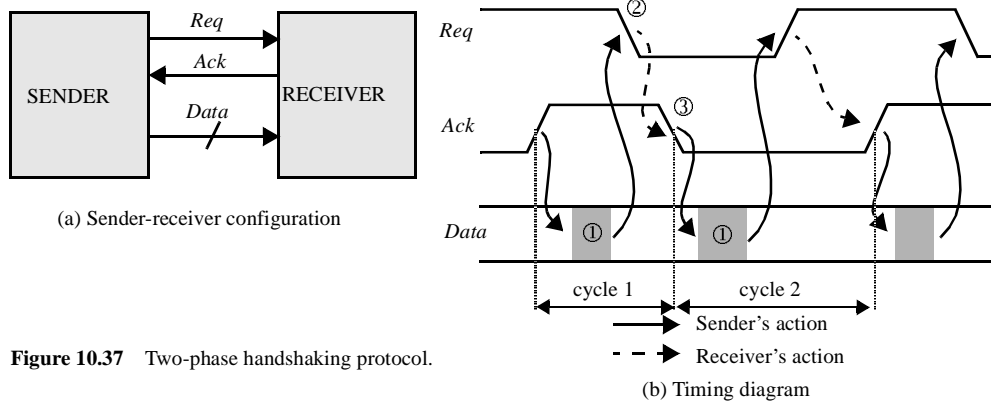 Req
Ack
SENDER
RECEIVER
Data
(a) Sender-receiver configuration
Req
②
Ack
③
Data
① ①
cycle 1 cycle 2
Sender's action
Receiver's action
(b) Timing diagram
Figure 10.37 Two-phase handshaking protocol.